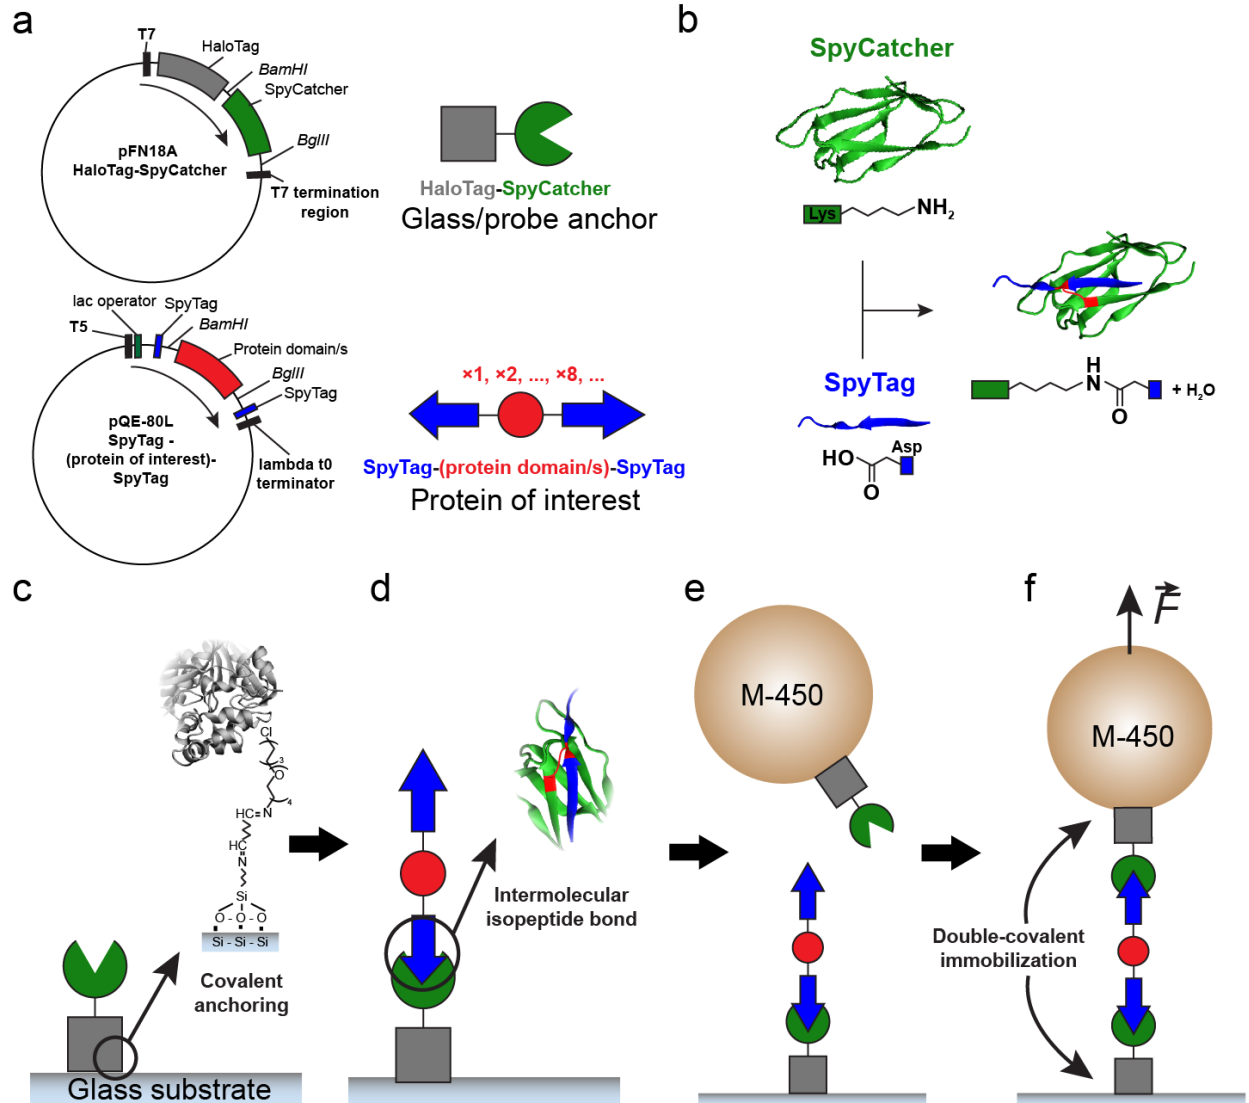 a
T7
HaloTag
BamHI
SpyCatcher
BglII
pFN18A
HaloTag-SpyCatcher
T7 termination
region
HaloTag-SpyCatcher
Glass/probe anchor
lac operator
SpyTag
T5
BamHI
Protein domain/s
BglII
SpyTag
pQE-80L
SpyTag -
(protein of interest)-
SpyTag
lambda t0
terminator
×1, ×2, ..., ×8, ...
SpyTag-(protein domain/s)-SpyTag
Protein of interest
b
SpyCatcher
Lys
NH₂
SpyTag
Asp
HO
O
H
N
O
+ H₂O
c
Cl
3
O
4
HC=N
HC
N
Si
O - O - O
Si - Si - Si
Covalent
anchoring
Glass substrate
d
Intermolecular
isopeptide bond
e
M-450
f
F
M-450
Double-covalent
immobilization